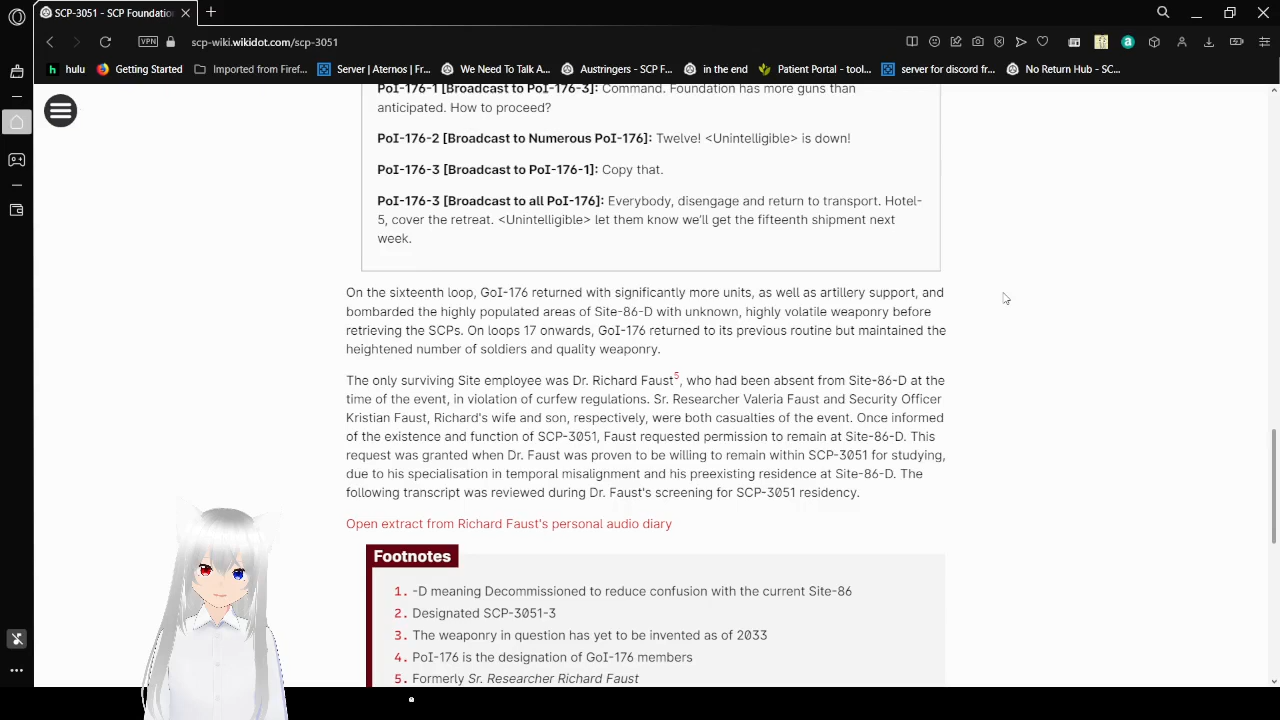 SCP-3051 - SCP Foundatio
VPN
scp-wiki.wikidot.com/scp-3051
a
h hulu
Getting Started
Imported from Firef...
Server | Aternos | Fr...
We Need To Talk A...
Austringers - SCP F...
in the end
Patient Portal - tool...
server for discord fr...
No Return Hub - SC...
PoI-176-1 [Broadcast to PoI-176-3]: Command. Foundation has more guns than
anticipated. How to proceed?
PoI-176-2 [Broadcast to Numerous PoI-176]: Twelve! <Unintelligible> is down!
PoI-176-3 [Broadcast to PoI-176-1]: Copy that.
PoI-176-3 [Broadcast to all PoI-176]: Everybody, disengage and return to transport. Hotel-
5, cover the retreat. <Unintelligible> let them know we'll get the fifteenth shipment next
week.
On the sixteenth loop, GoI-176 returned with significantly more units, as well as artillery support, and
bombarded the highly populated areas of Site-86-D with unknown, highly volatile weaponry before
retrieving the SCPs. On loops 17 onwards, GoI-176 returned to its previous routine but maintained the
heightened number of soldiers and quality weaponry.
The only surviving Site employee was Dr. Richard Faust5, who had been absent from Site-86-D at the
time of the event, in violation of curfew regulations. Sr. Researcher Valeria Faust and Security Officer
Kristian Faust, Richard's wife and son, respectively, were both casualties of the event. Once informed
of the existence and function of SCP-3051, Faust requested permission to remain at Site-86-D. This
request was granted when Dr. Faust was proven to be willing to remain within SCP-3051 for studying,
due to his specialisation in temporal misalignment and his preexisting residence at Site-86-D. The
following transcript was reviewed during Dr. Faust's screening for SCP-3051 residency.
Open extract from Richard Faust's personal audio diary
Footnotes
1. -D meaning Decommissioned to reduce confusion with the current Site-86
2. Designated SCP-3051-3
3. The weaponry in question has yet to be invented as of 2033
4. PoI-176 is the designation of GoI-176 members
5. Formerly Sr. Researcher Richard Faust